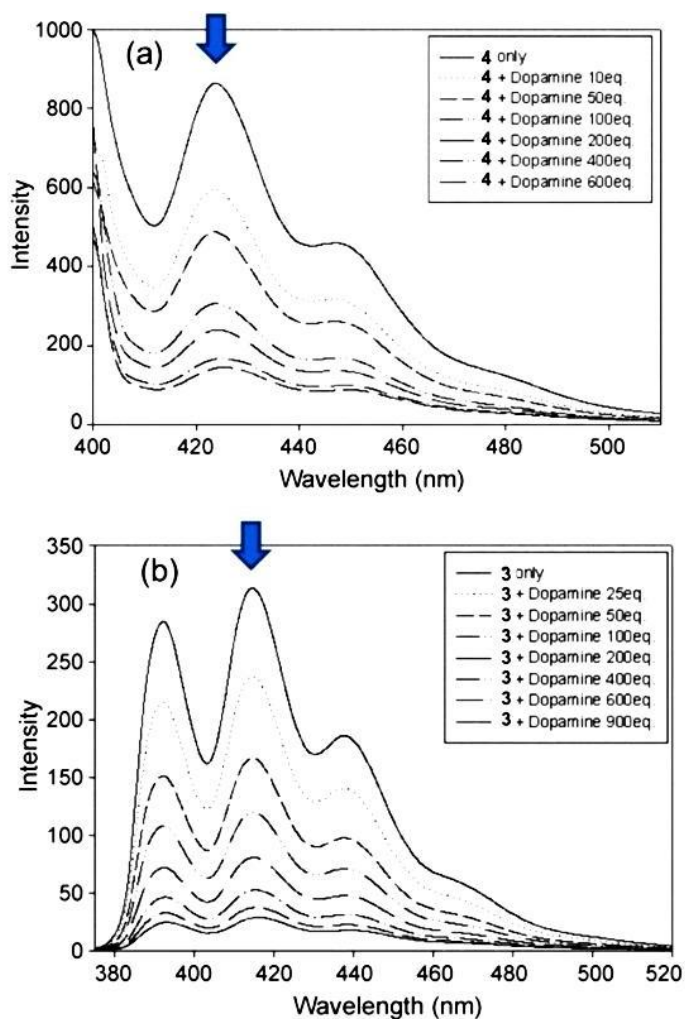 (a)
4 only
4 + Dopamine 10eq.
4 + Dopamine 50eq.
4 + Dopamine 100eq.
4 + Dopamine 200eq.
4 + Dopamine 400eq.
4 + Dopamine 600eq.
Intensity
1000
800
600
400
200
0
400 420 440 460 480 500
Wavelength (nm)
(b)
3 only
3 + Dopamine 25eq.
3 + Dopamine 50eq.
3 + Dopamine 100eq.
3 + Dopamine 200eq.
3 + Dopamine 400eq.
3 + Dopamine 600eq.
3 + Dopamine 900eq.
Intensity
350
300
250
200
150
100
50
0
380 400 420 440 460 480 500 520
Wavelength (nm)